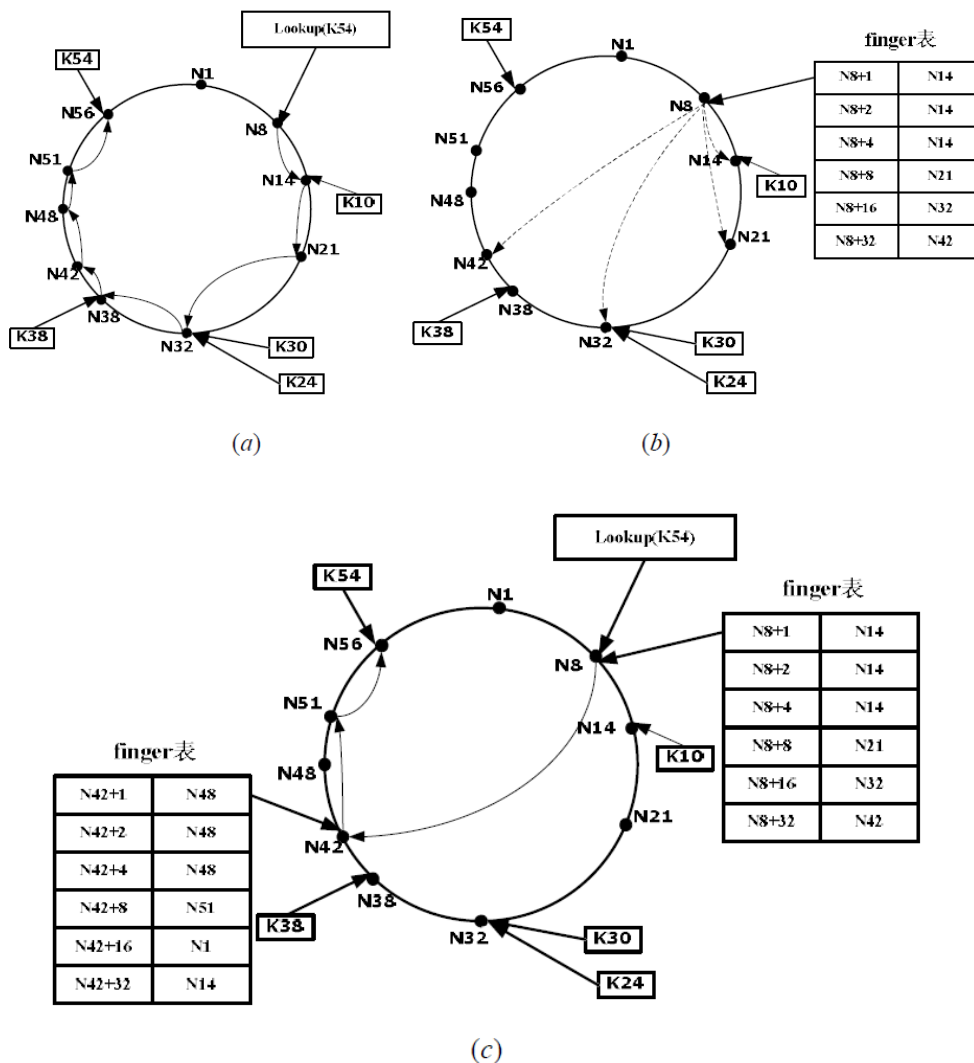 Lookup(K54)
K54
N1
N56
N8
N51
N14
K10
N48
N21
N42
N38
K38
N32
K30
K24
(a)
K54
N1
N56
N8
N51
N14
K10
N48
N21
N42
N38
K38
N32
K30
K24
finger表
N8+1 N14
N8+2 N14
N8+4 N14
N8+8 N21
N8+16 N32
N8+32 N42
(b)
Lookup(K54)
K54
N1
N56
N8
N51
N14
K10
N48
N21
N42
N38
K38
N32
K30
K24
finger表
N8+1 N14
N8+2 N14
N8+4 N14
N8+8 N21
N8+16 N32
N8+32 N42
finger表
N42+1 N48
N42+2 N48
N42+4 N48
N42+8 N51
N42+16 N1
N42+32 N14
(c)